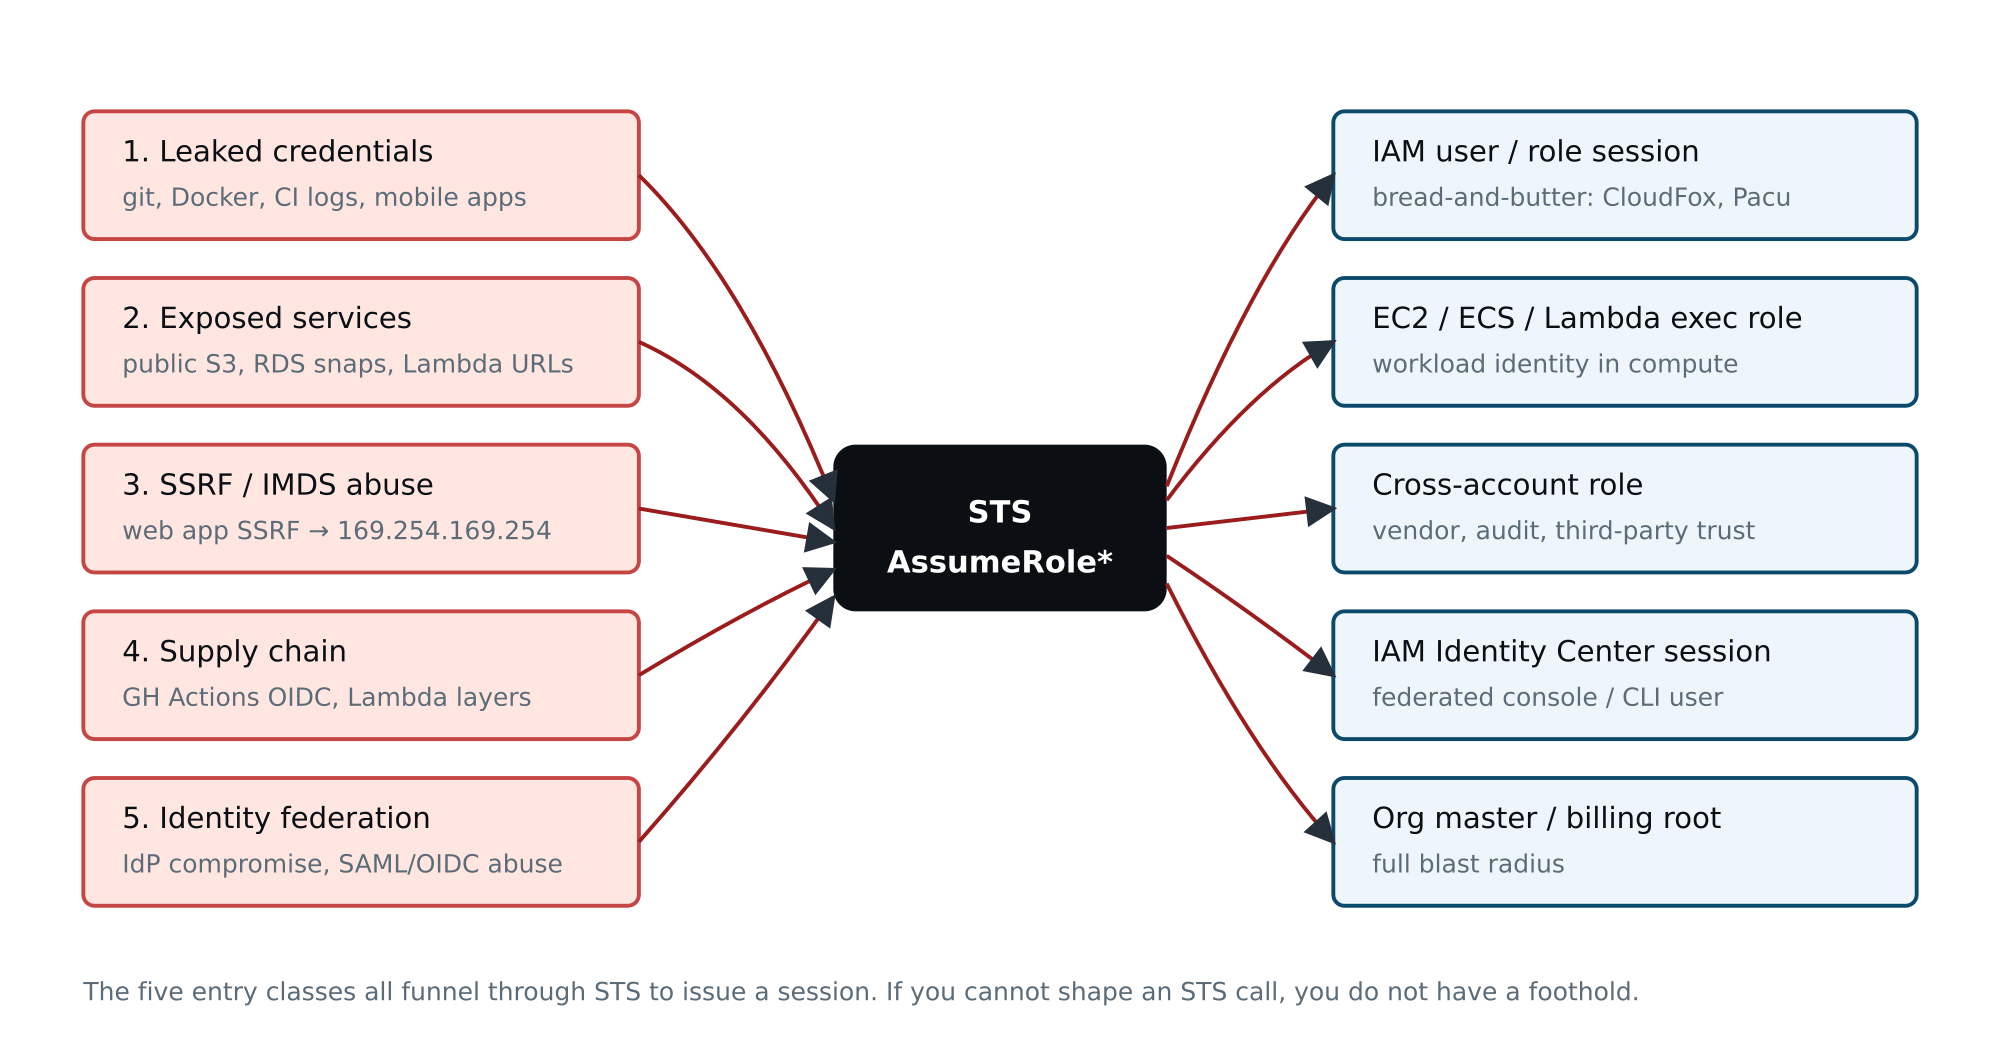 1. Leaked credentials
git, Docker, CI logs, mobile apps
2. Exposed services
public S3, RDS snaps, Lambda URLs
3. SSRF / IMDS abuse
web app SSRF → 169.254.169.254
4. Supply chain
GH Actions OIDC, Lambda layers
5. Identity federation
IdP compromise, SAML/OIDC abuse
STS
AssumeRole*
IAM user / role session
bread-and-butter: CloudFox, Pacu
EC2 / ECS / Lambda exec role
workload identity in compute
Cross-account role
vendor, audit, third-party trust
IAM Identity Center session
federated console / CLI user
Org master / billing root
full blast radius
The five entry classes all funnel through STS to issue a session. If you cannot shape an STS call, you do not have a foothold.